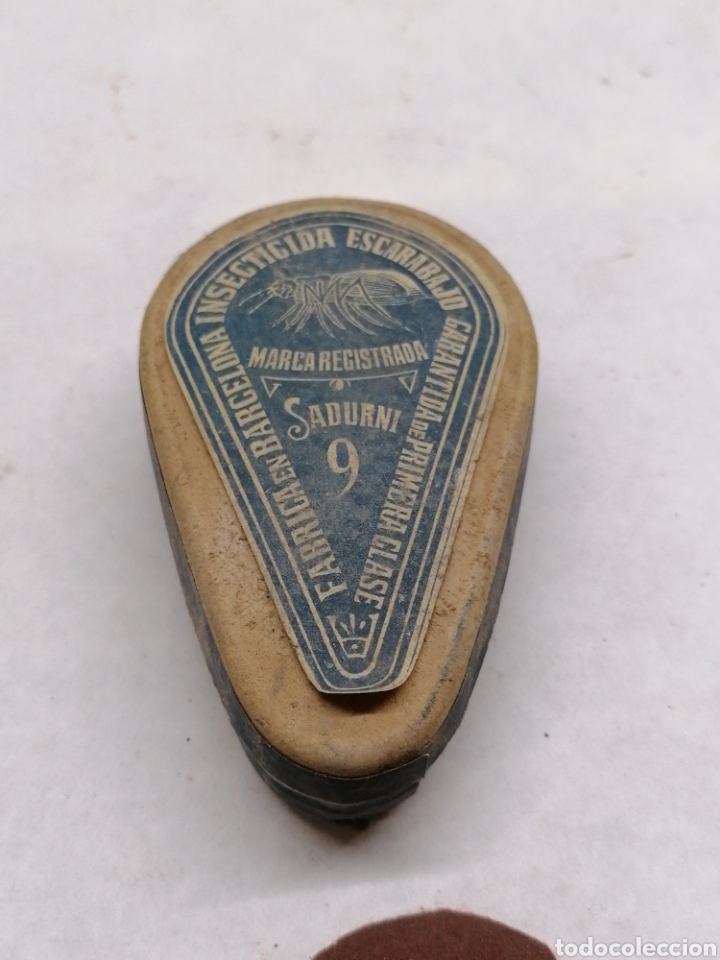 FABRICA EN BARCELONA INSECTICIDA ESCARABAJO GARANTIDA DE PRIMERA CLASE
MARCA REGISTRADA
SADURNI
9
todocoleccion